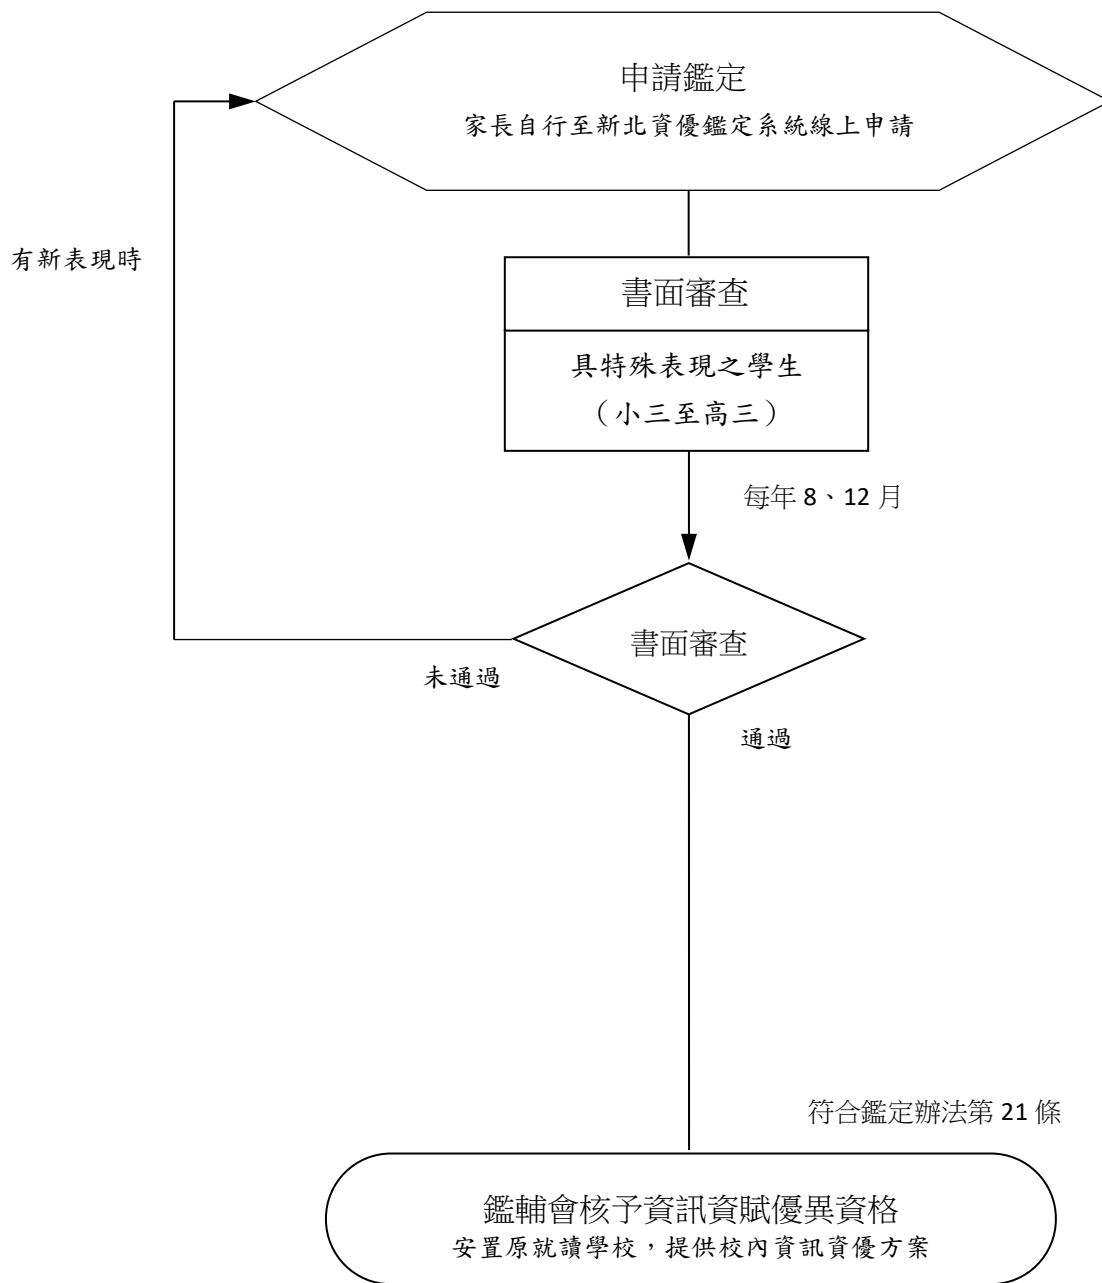 申請鑑定
家長自行至新北資優鑑定系統線上申請
有新表現時
書面審查
具特殊表現之學生
（小三至高三）
每年 8、12 月
書面審查
未通過
通過
符合鑑定辦法第 21 條
鑑輔會核予資訊資賦優異資格
安置原就讀學校，提供校內資訊資優方案